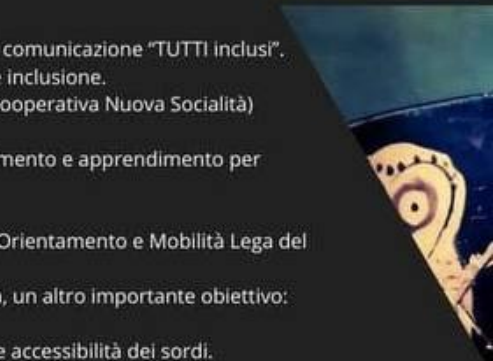 comunicazione “TUTTI inclusi”.
e inclusione.
ooperativa Nuova Socialità)
mento e apprendimento per
Orientamento e Mobilità Lega del
, un altro importante obiettivo:
e accessibilità dei sordi.